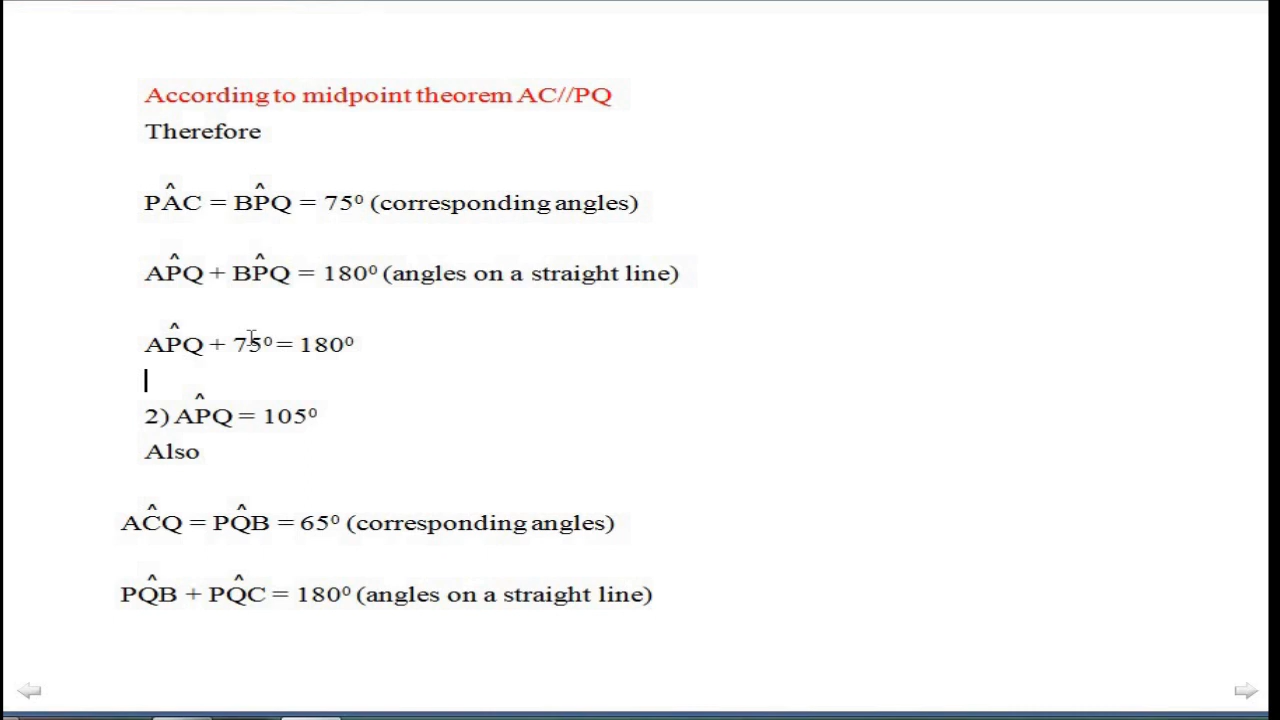 According to midpoint theorem AC//PQ
Therefore
PÂC = BP̂Q = 75⁰ (corresponding angles)
AP̂Q + BP̂Q = 180⁰ (angles on a straight line)
AP̂Q + 75⁰ = 180⁰
2) AP̂Q = 105⁰
Also
AĈQ = PQ̂B = 65⁰ (corresponding angles)
PQ̂B + PQ̂C = 180⁰ (angles on a straight line)